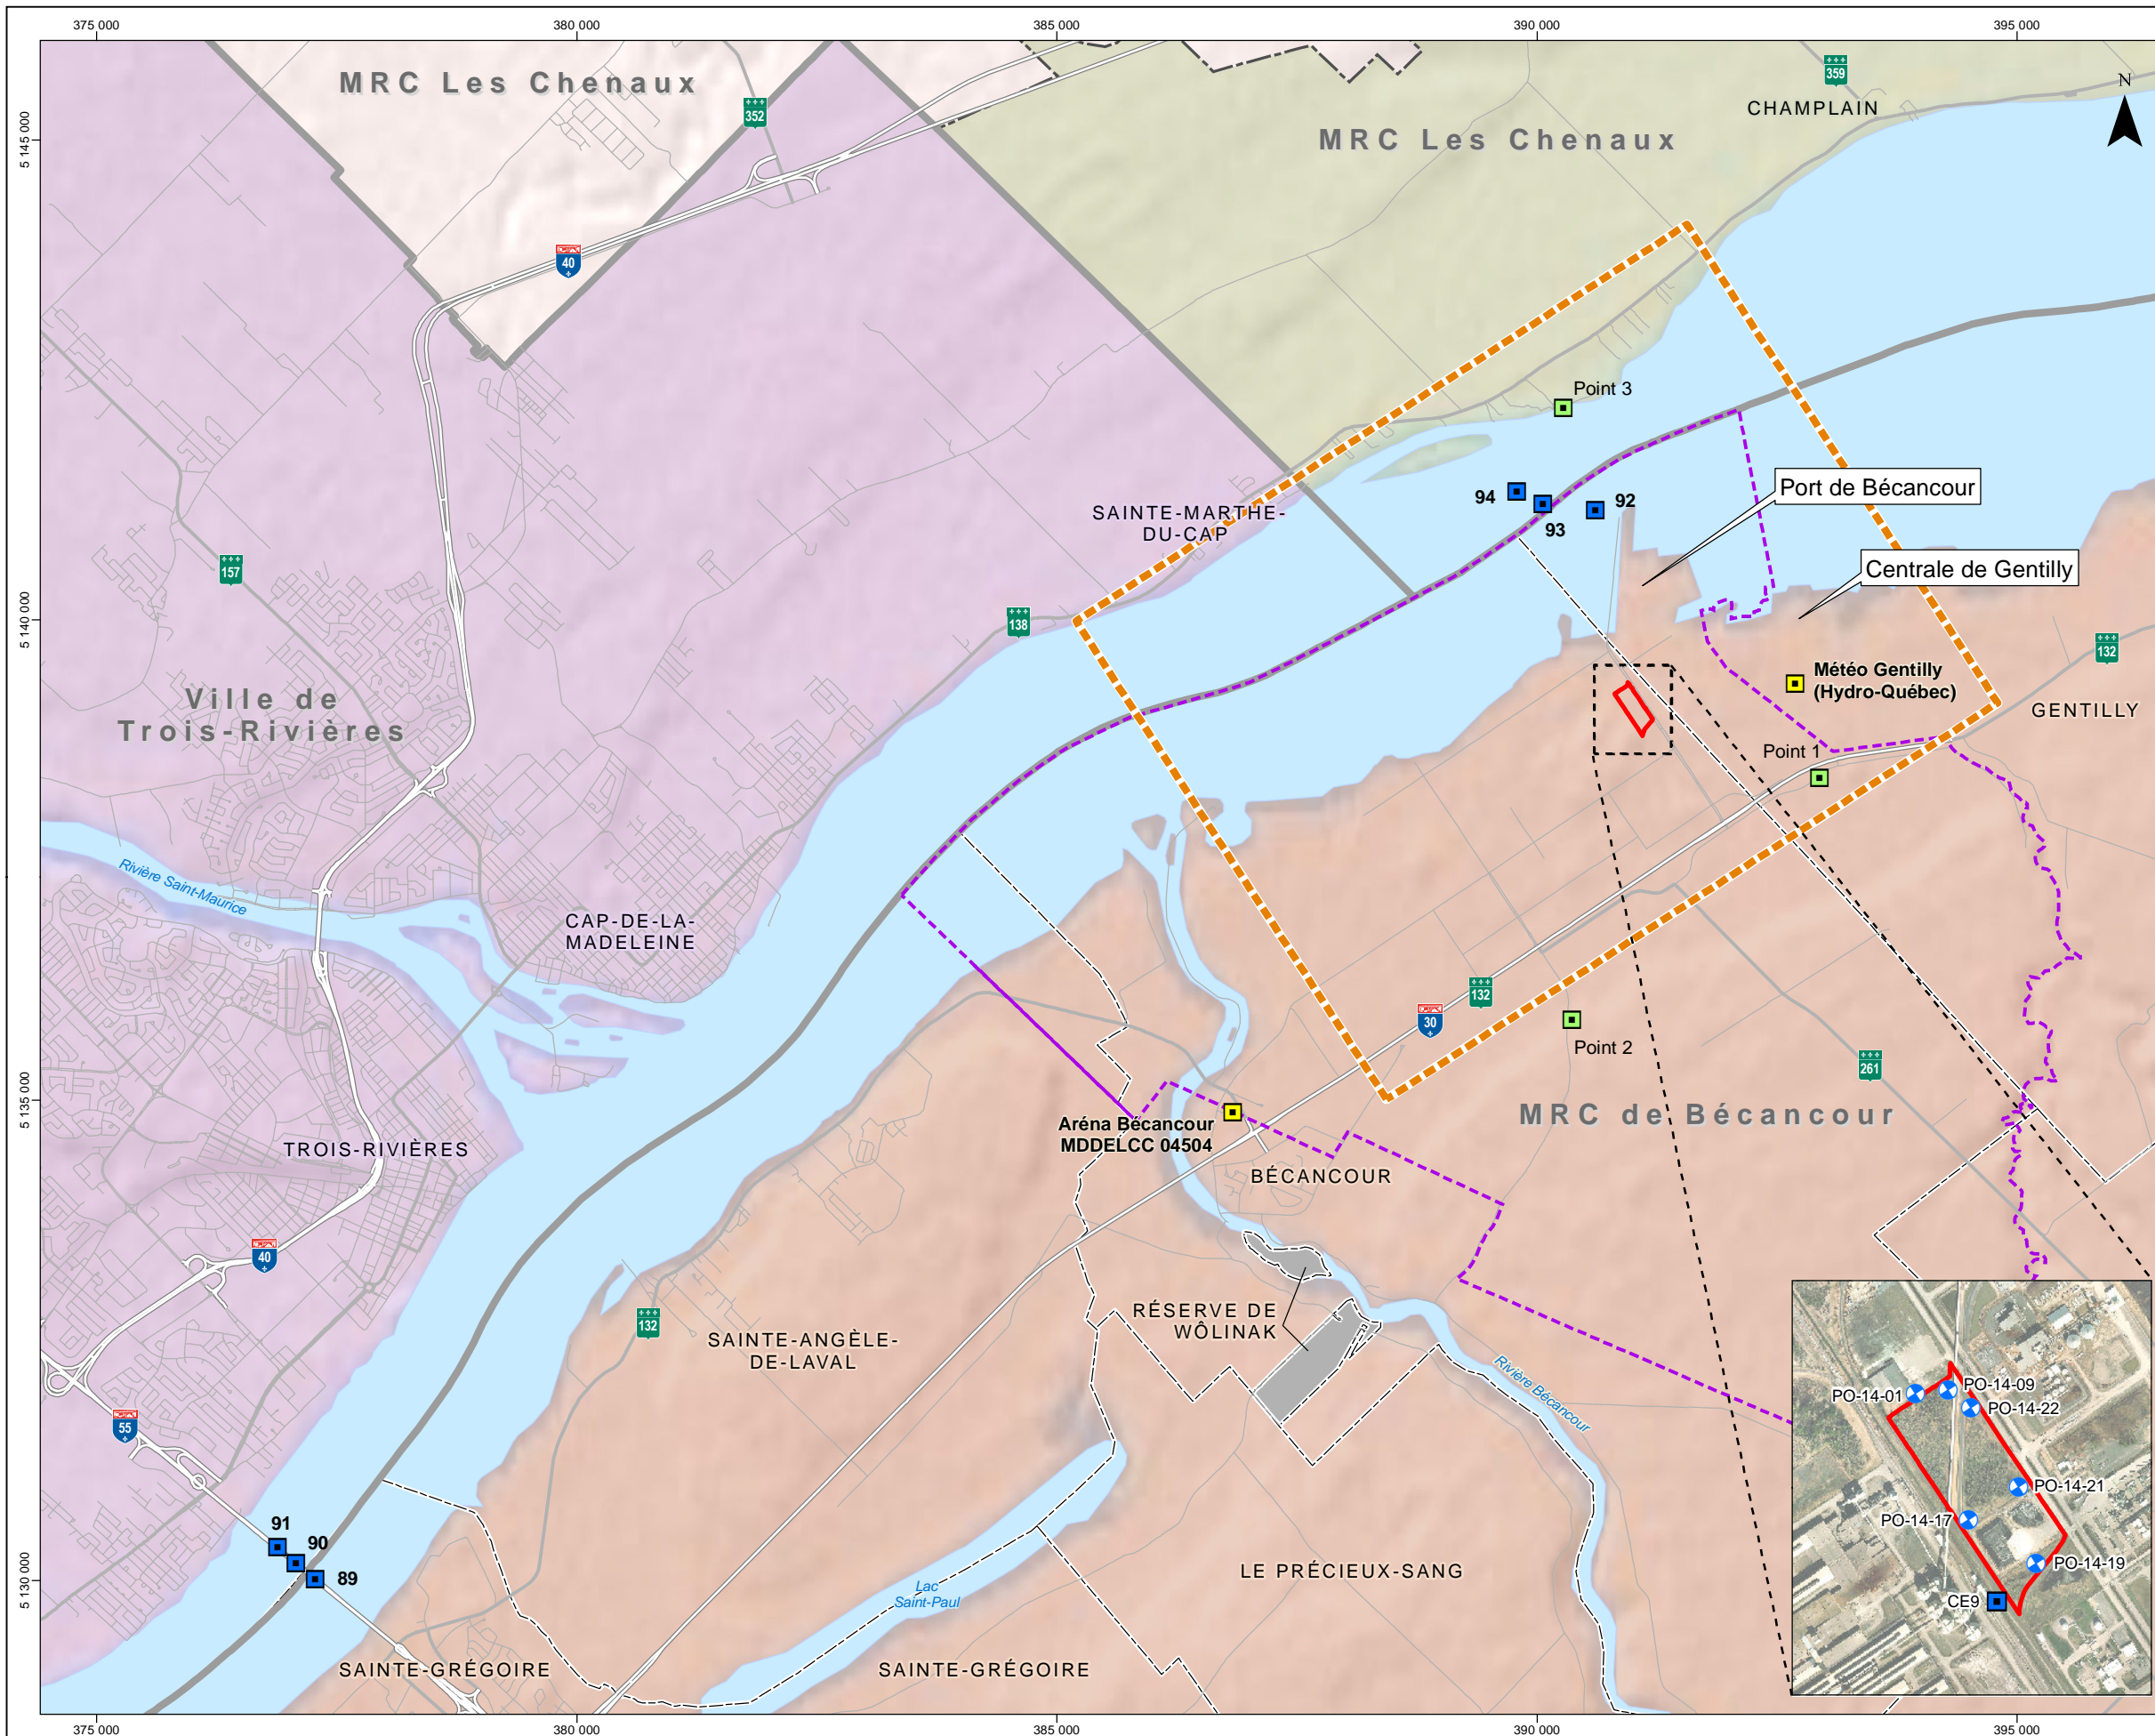 375 000
380 000
385 000
390 000
395 000
MRC Les Chenaux
352
359
CHAMPLAIN
N
5 145 000
MRC Les Chenaux
40
Point 3
Port de Bécancour
94
92
93
SAINTE-MARTHE-
DU-CAP
157
Centrale de Gentilly
138
5 140 000
132
Météo Gentilly
(Hydro-Québec)
Ville de
Trois-Rivières
GENTILLY
Point 1
Rivière Saint-Maurice
CAP-DE-LA-
MADELEINE
132
30
Point 2
261
5 135 000
Aréna Bécancour
MDDELCC 04504
MRC de Bécancour
TROIS-RIVIÈRES
BÉCANCOUR
40
RÉSERVE DE
WÔLINAK
132
SAINTE-ANGÈLE-
DE-LAVAL
Rivière Bécancour
55
PO-14-01
PO-14-09
PO-14-22
PO-14-21
PO-14-17
PO-14-19
CE9
91
90
89
5 130 000
LE PRÉCIEUX-SANG
Lac
Saint-Paul
SAINTE-GRÉGOIRE
SAINTE-GRÉGOIRE
375 000
380 000
385 000
390 000
395 000